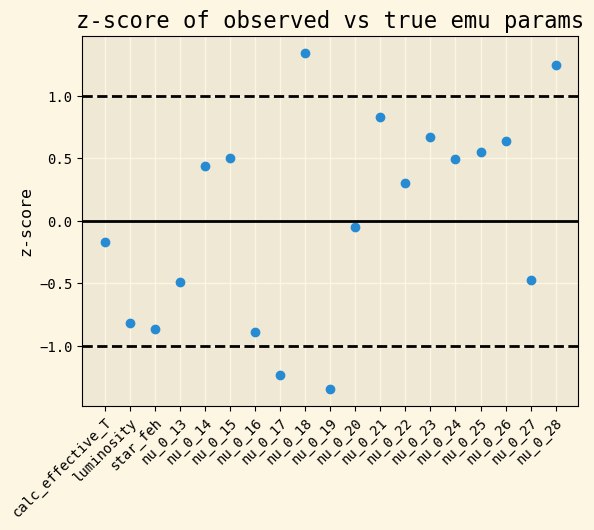 z-score of observed vs true emu params
z-score
1.0
0.5
0.0
−0.5
−1.0
calc_effective_T
luminosity
star_feh
nu_0_13
nu_0_14
nu_0_15
nu_0_16
nu_0_17
nu_0_18
nu_0_19
nu_0_20
nu_0_21
nu_0_22
nu_0_23
nu_0_24
nu_0_25
nu_0_26
nu_0_27
nu_0_28